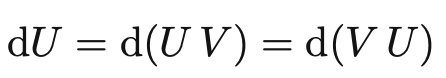 dU = d(U V) = d(V U)